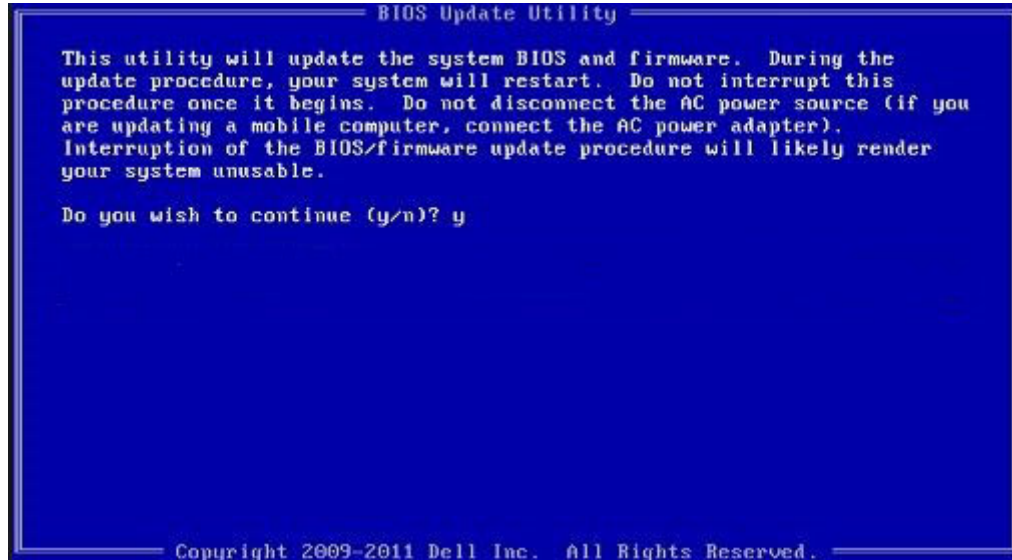 BIOS Update Utility
This utility will update the system BIOS and firmware.  During the
update procedure, your system will restart.  Do not interrupt this
procedure once it begins.  Do not disconnect the AC power source (if you
are updating a mobile computer, connect the AC power adapter).
Interruption of the BIOS/firmware update procedure will likely render
your system unusable.
Do you wish to continue (y/n)? y
Copyright 2009-2011 Dell Inc.  All Rights Reserved.